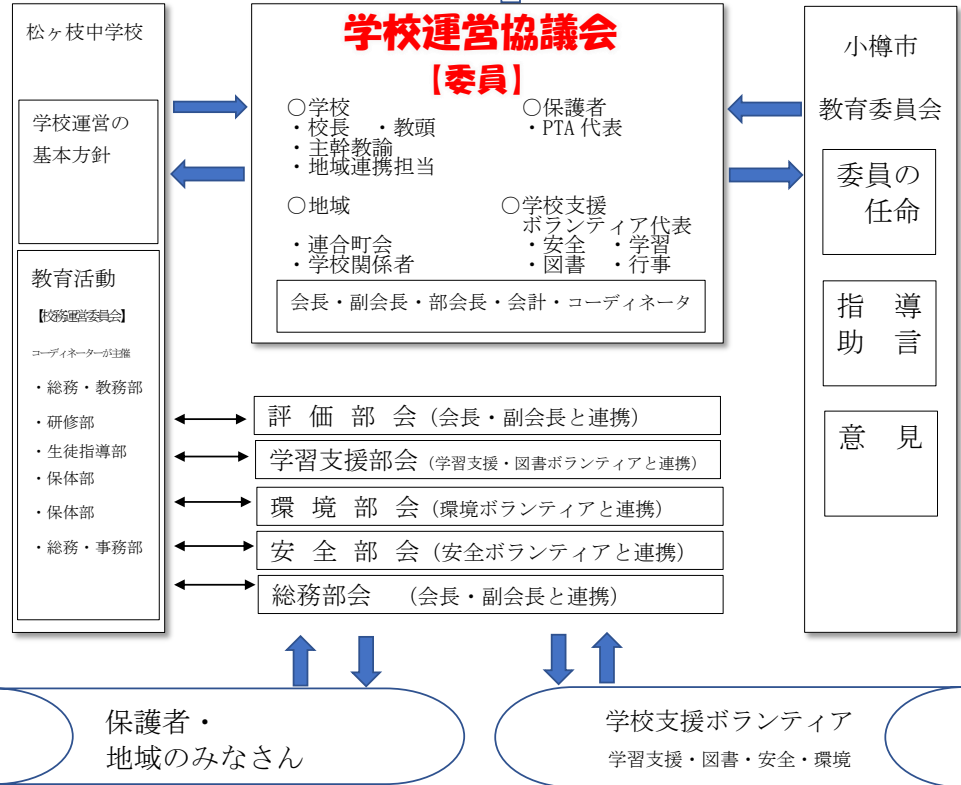 松ヶ枝中学校
学校運営の
基本方針
教育活動
【校務運営委員会】
コーディネーターが主催
・総務・教務部
・研修部
・生徒指導部
・保体部
・保体部
・総務・事務部
学校運営協議会
【委員】
○学校
・校長 ・教頭
・主幹教諭
・地域連携担当
○保護者
・PTA代表
○地域
・連合町会
・学校関係者
○学校支援
ボランティア代表
・安全 ・学習
・図書 ・行事
会長・副会長・部会長・会計・コーディネータ
評価部会(会長・副会長と連携)
学習支援部会(学習支援・図書ボランティアと連携)
環境部会(環境ボランティアと連携)
安全部会(安全ボランティアと連携)
総務部会 (会長・副会長と連携)
小樽市
教育委員会
委員の
任命
指導
助言
意見
保護者・
地域のみなさん
学校支援ボランティア
学習支援・図書・安全・環境